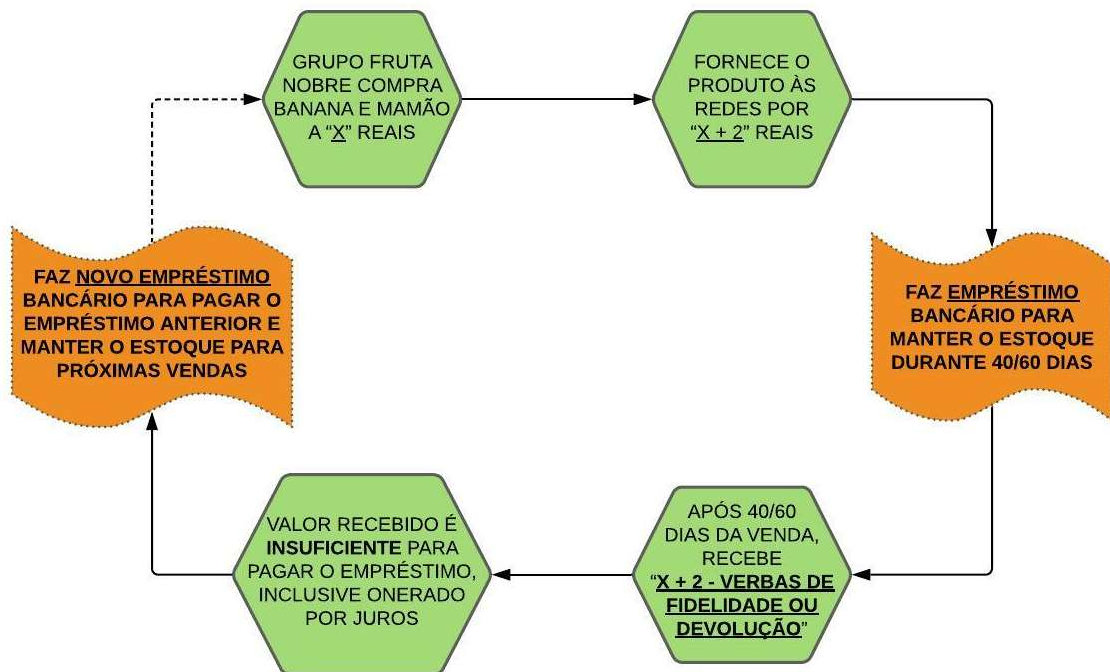 GRUPO FRUTA
NOBRE COMPRA
BANANA E MAMÃO
A “X” REAIS
FORNECE O
PRODUTO ÀS
REDES POR
“X + 2” REAIS
FAZ EMPRÉSTIMO
BANCÁRIO PARA
MANTER O ESTOQUE
DURANTE 40/60 DIAS
APÓS 40/60
DIAS DA VENDA,
RECEBE
“X + 2 - VERBAS DE
FIDELIDADE OU
DEVOLUÇÃO”
VALOR RECEBIDO É
INSUFICIENTE PARA
PAGAR O EMPRÉSTIMO,
INCLUSIVE ONERADO
POR JUROS
FAZ NOVO EMPRÉSTIMO
BANCÁRIO PARA PAGAR O
EMPRÉSTIMO ANTERIOR E
MANTER O ESTOQUE PARA
PRÓXIMAS VENDAS